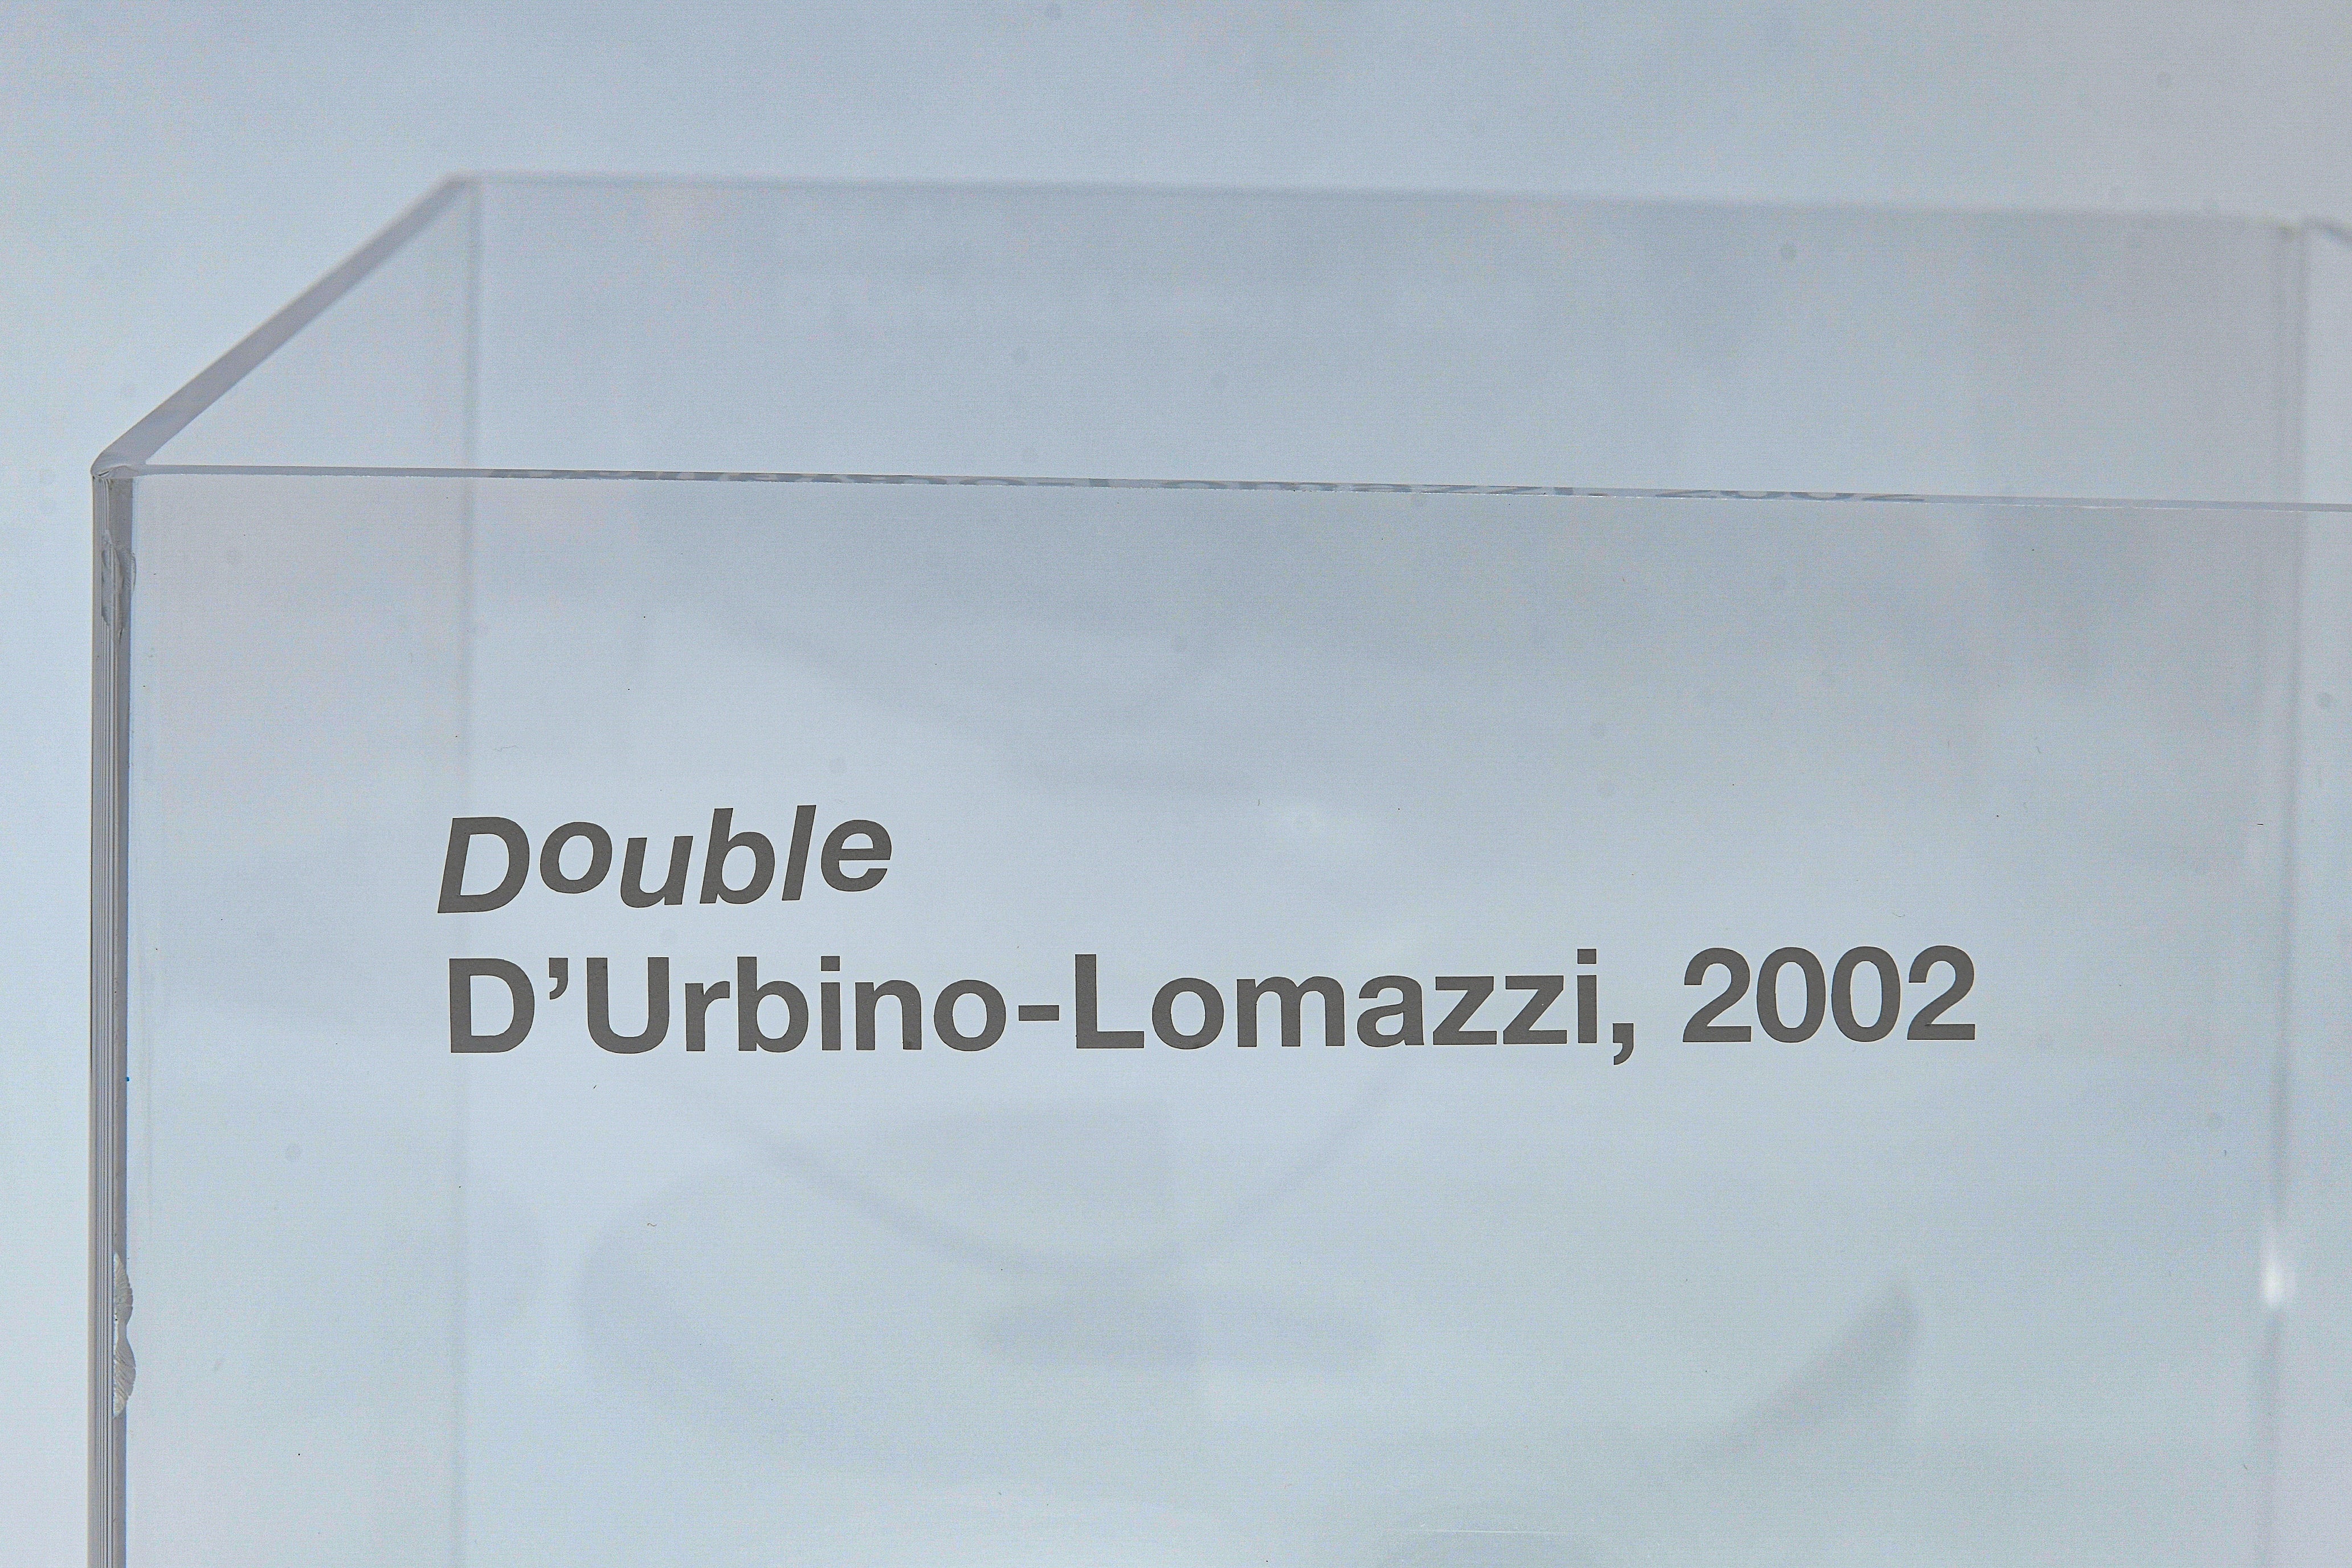 Double
D’Urbino-Lomazzi, 2002